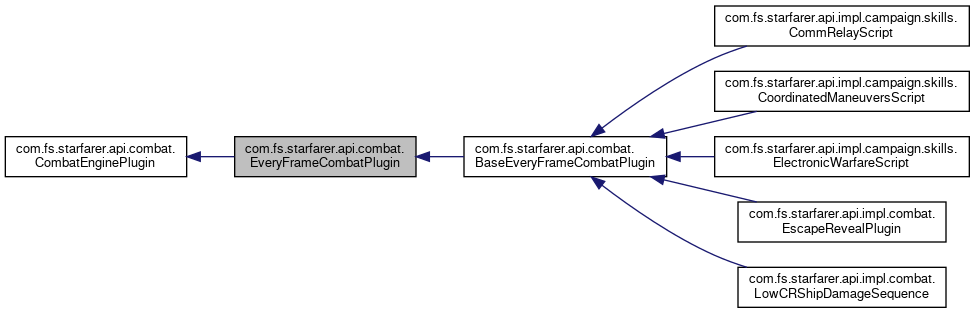 com.fs.starfarer.api.impl.campaign.skills.
CommRelayScript
com.fs.starfarer.api.impl.campaign.skills.
CoordinatedManeuversScript
com.fs.starfarer.api.combat.
CombatEnginePlugin
com.fs.starfarer.api.combat.
EveryFrameCombatPlugin
com.fs.starfarer.api.combat.
BaseEveryFrameCombatPlugin
com.fs.starfarer.api.impl.campaign.skills.
ElectronicWarfareScript
com.fs.starfarer.api.impl.combat.
EscapeRevealPlugin
com.fs.starfarer.api.impl.combat.
LowCRShipDamageSequence